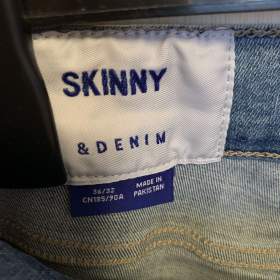 SKINNY
& DENIM
36/32
CN185/90A
MADE IN
PAKISTAN